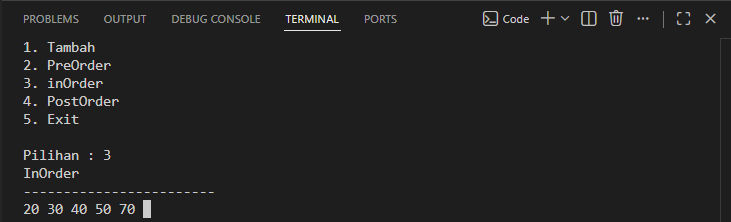 PROBLEMS OUTPUT DEBUG CONSOLE TERMINAL PORTS Code
1. Tambah
2. PreOrder
3. inOrder
4. PostOrder
5. Exit
Pilihan : 3
InOrder
------------------------
20 30 40 50 70